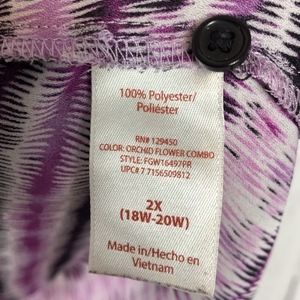 100% Polyester/
Poliéster
RN# 129450
COLOR: ORCHID FLOWER COMBO
STYLE: FGW16497PR
UPC# 7 7156509812
2X
(18W-20W)
Made in/Hecho en
Vietnam